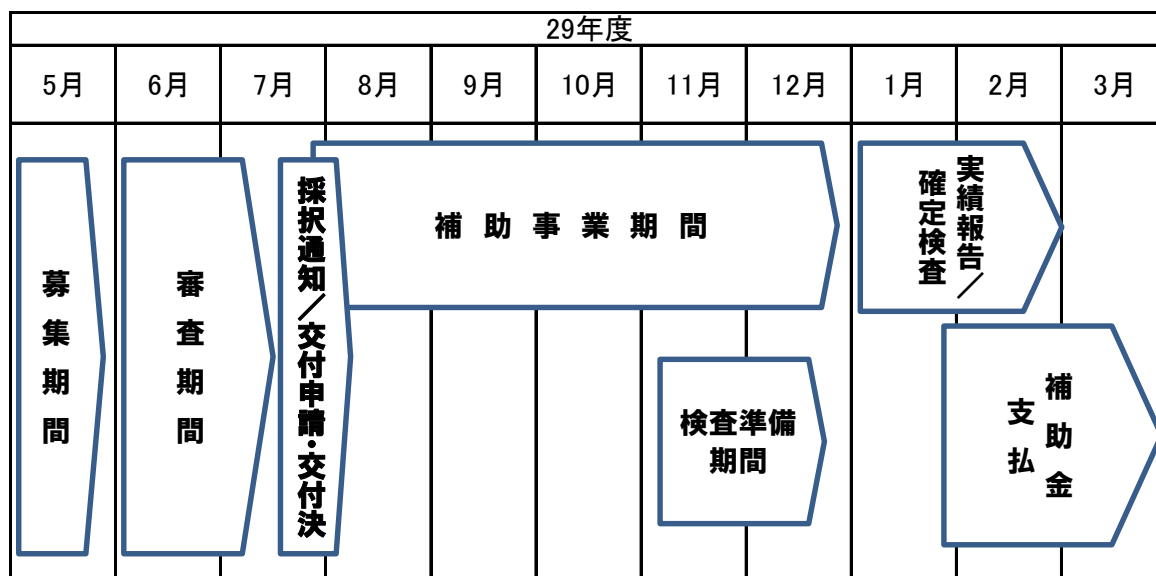 29年度
5月 6月 7月 8月 9月 10月 11月 12月 1月 2月 3月
募集期間
審査期間
採択通知／交付申請・交付決
補助事業期間
検査準備
期間
実績報告／
確定検査
補助金
支払